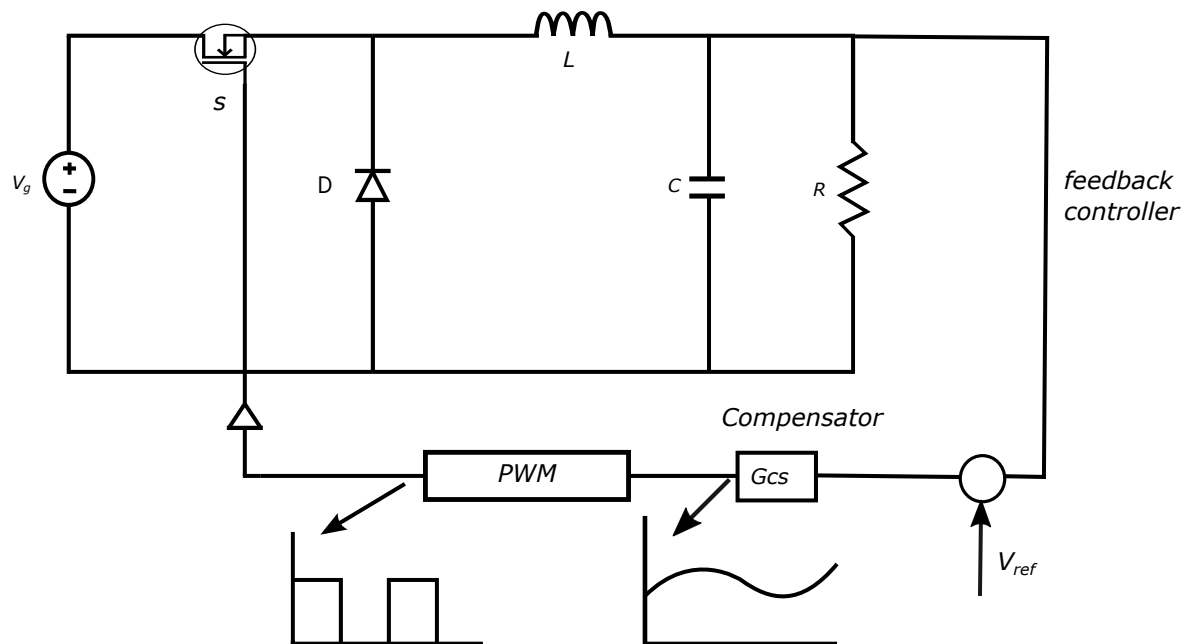 L
s
+
−
Vg
D
C
R
feedback
controller
Compensator
PWM
Gcs
Vref